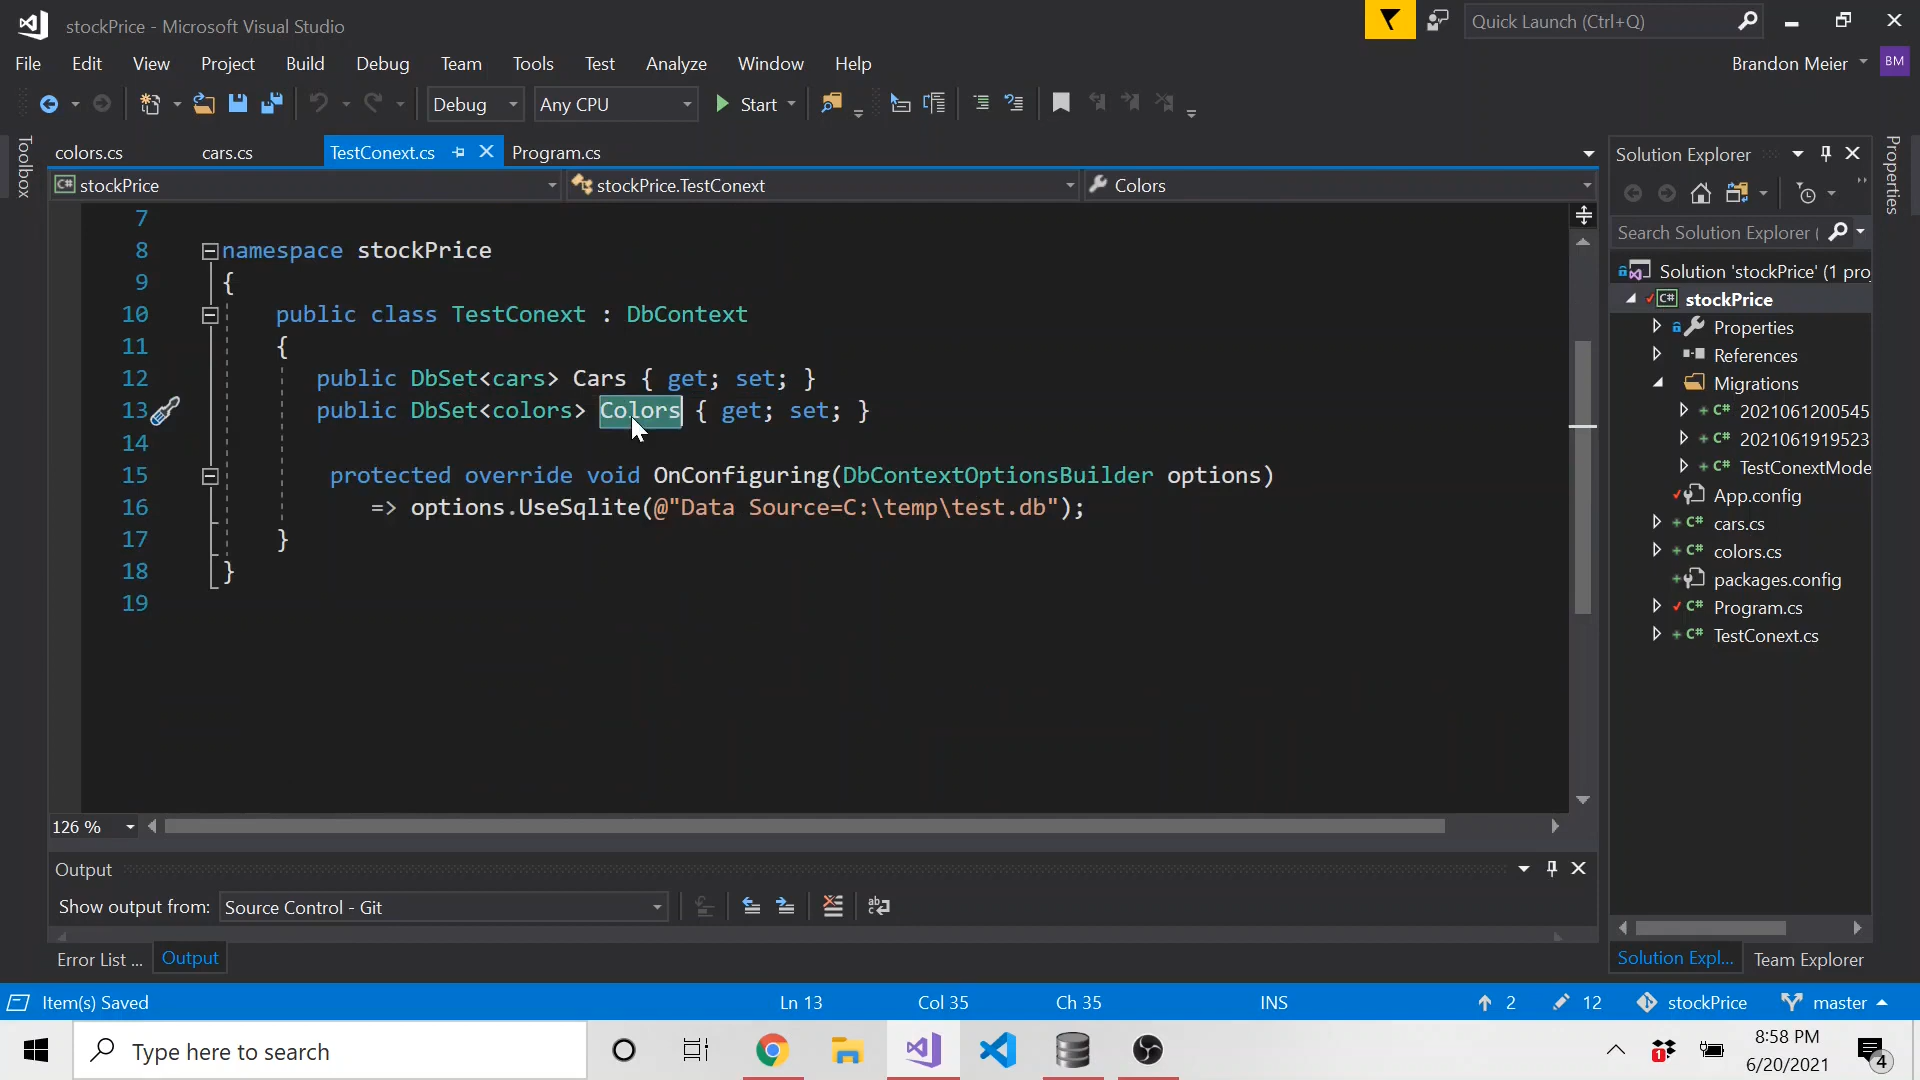 stockPrice - Microsoft Visual Studio
Quick Launch (Ctrl+Q)
File Edit View Project Build Debug Team Tools Test Analyze Window Help
Brandon Meier BM
Debug Any CPU Start
Toolbox
colors.cs cars.cs TestConext.cs Program.cs
stockPrice stockPrice.TestConext Colors
7
8 namespace stockPrice
9 {
10 public class TestConext : DbContext
11 {
12 public DbSet<cars> Cars { get; set; }
13 public DbSet<colors> Colors { get; set; }
14
15 protected override void OnConfiguring(DbContextOptionsBuilder options)
16 => options.UseSqlite(@"Data Source=C:\temp\test.db");
17 }
18 }
19
126 %
Output
Show output from: Source Control - Git
Error List ... Output
Solution Explorer
Properties
Search Solution Explorer (
Solution 'stockPrice' (1 pro
C# stockPrice
Properties
References
Migrations
C# 2021061200545
C# 2021061919523
C# TestConextMode
App.config
C# cars.cs
C# colors.cs
packages.config
C# Program.cs
C# TestConext.cs
Solution Expl... Team Explorer
Item(s) Saved Ln 13 Col 35 Ch 35 INS 2 12 stockPrice master
Type here to search
1
8:58 PM
6/20/2021
4